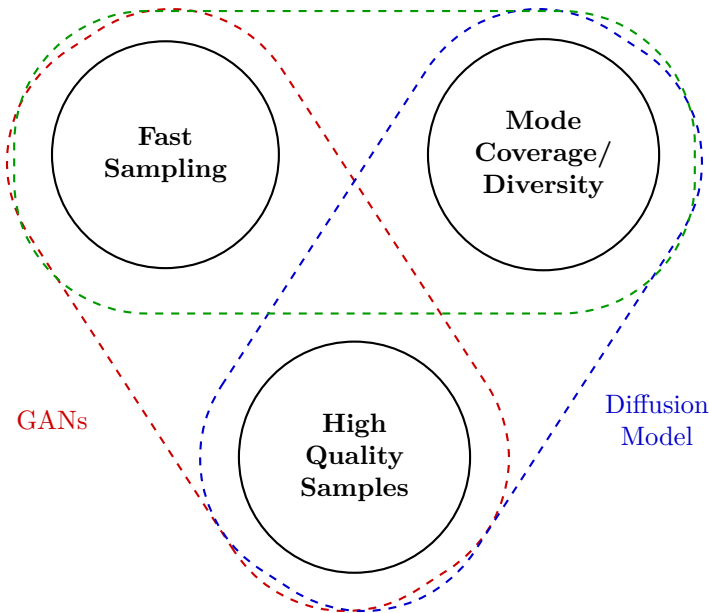 Fast
Sampling
Mode
Coverage/
Diversity
GANs
High
Quality
Samples
Diffusion
Model